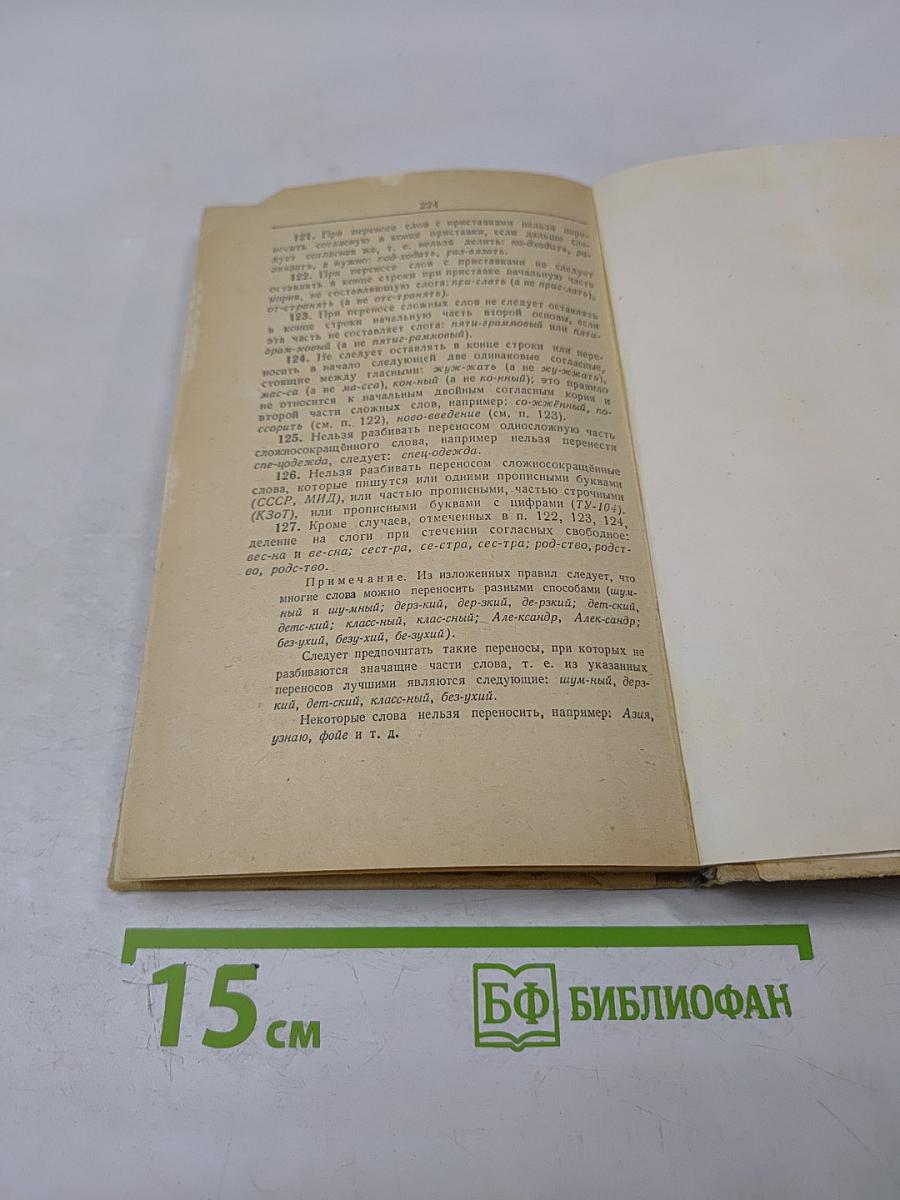 224
121. При переносе слов с приставками нельзя пере-
носить согласную в конце приставки, если дальше сле-
дует согласная же, т. е. нельзя делить: по-дходить, ра-
звязать, а нужно: под-ходить, раз-вязать.
122. При переносе слов с приставками не следует
оставлять в конце строки при приставке начальную часть
корня, не составляющую слога: при-слать (а не прис-лать),
от-странять (а не отс-транять).
123. При переносе сложных слов не следует оставлять
в конце строки начальную часть второй основы, если
эта часть не составляет слога: пяти-граммовый или пяти-
грам-мовый (а не пятиг-раммовый).
124. Не следует оставлять в конце строки или пере-
носить в начало следующей две одинаковые согласные,
стоящие между гласными: жуж-жать (а не жу-жжать),
мас-са (а не ма-сса), кон-ный (а не ко-нный); это правило
не относится к начальным двойным согласным корня и
второй части сложных слов, например: со-жжённый, по-
ссорить (см. п. 122), ново-введение (см. п. 123).
125. Нельзя разбивать переносом односложную часть
сложносокращённого слова, например нельзя перенести
спе-цодежда, следует: спец-одежда.
126. Нельзя разбивать переносом сложносокращённые
слова, которые пишутся или одними прописными буквами
(СССР, МИД), или частью прописными, частью строчными
(КЗоТ), или прописными буквами с цифрами (ТУ-104).
127. Кроме случаев, отмеченных в п. 122, 123, 124,
деление на слоги при стечении согласных свободное:
вес-на и ве-сна; сест-ра, се-стра, сес-тра; род-ство, родст-
во, родс-тво.
Примечание. Из изложенных правил следует, что
многие слова можно переносить разными способами (шум-
ный и шу-мный; дерз-кий, дер-зкий, де-рзкий; дет-ский,
детс-кий; класс-ный, клас-сный; Але-ксандр, Алек-сандр;
без-ухий, безу-хий, бе-зухий).
Следует предпочитать такие переносы, при которых не
разбиваются значащие части слова, т. е. из указанных
переносов лучшими являются следующие: шум-ный, дерз-
кий, дет-ский, класс-ный, без-ухий.
Некоторые слова нельзя переносить, например: Азия,
узнаю, фойе и т. д.
15 см
БФ БИБЛИОФАН